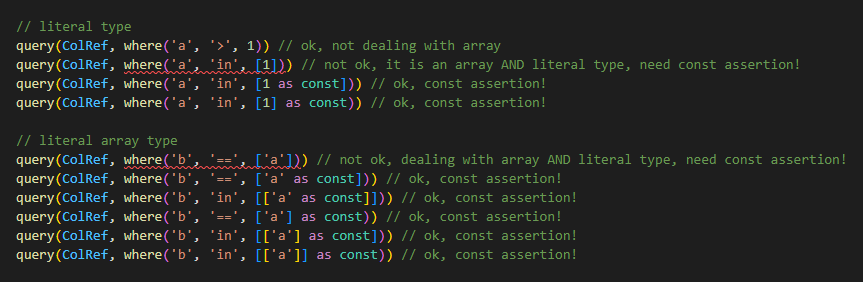 // literal type
query(ColRef, where('a', '>', 1)) // ok, not dealing with array
query(ColRef, where('a', 'in', [1])) // not ok, it is an array AND literal type, need const assertion!
query(ColRef, where('a', 'in', [1 as const])) // ok, const assertion!
query(ColRef, where('a', 'in', [1] as const)) // ok, const assertion!
// literal array type
query(ColRef, where('b', '==', ['a'])) // not ok, dealing with array AND literal type, need const assertion!
query(ColRef, where('b', '==', ['a' as const])) // ok, const assertion!
query(ColRef, where('b', 'in', [['a' as const]])) // ok, const assertion!
query(ColRef, where('b', '==', ['a'] as const)) // ok, const assertion!
query(ColRef, where('b', 'in', [['a'] as const])) // ok, const assertion!
query(ColRef, where('b', 'in', [['a']] as const)) // ok, const assertion!